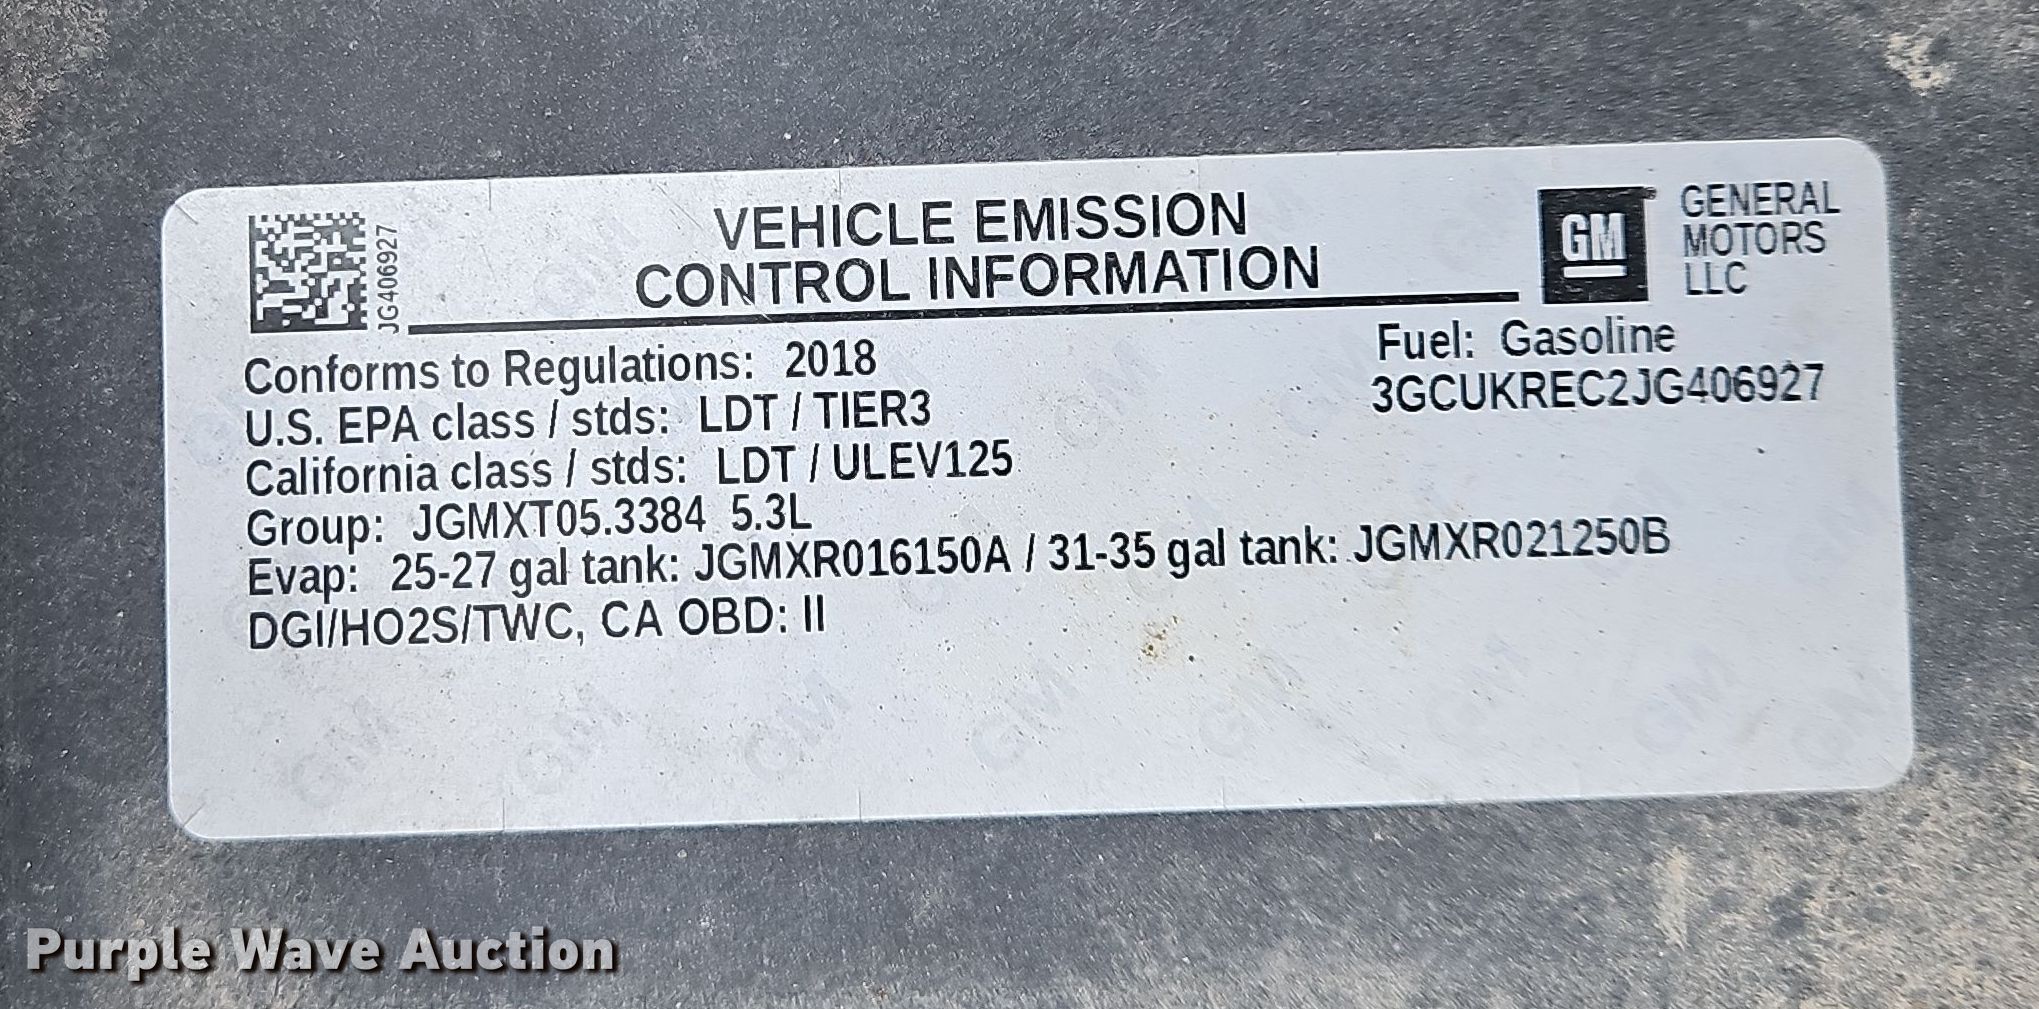 JG406927
VEHICLE EMISSION
CONTROL INFORMATION
GM
GENERAL
MOTORS
LLC
Conforms to Regulations: 2018
U.S. EPA class / stds: LDT / TIER3
California class / stds: LDT / ULEV125
Group: JGMXT05.3384 5.3L
Evap: 25-27 gal tank: JGMXR016150A / 31-35 gal tank: JGMXR021250B
DGI/HO2S/TWC, CA OBD: II
Fuel: Gasoline
3GCUKREC2JG406927
Purple Wave Auction